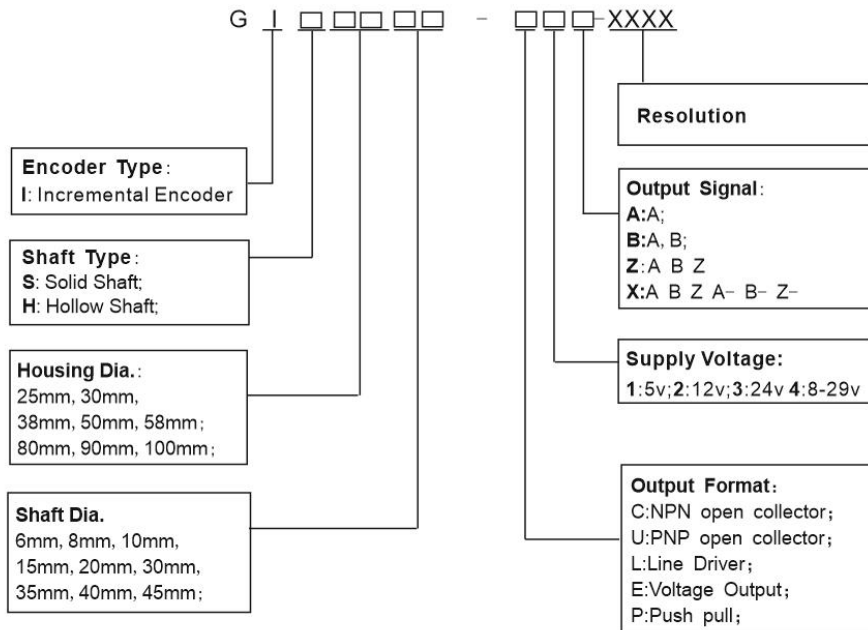 G I □ □□ □□ - □□□-XXXX
Encoder Type:
I: Incremental Encoder
Shaft Type:
S: Solid Shaft;
H: Hollow Shaft;
Housing Dia.:
25mm, 30mm,
38mm, 50mm, 58mm;
80mm, 90mm, 100mm;
Shaft Dia.
6mm, 8mm, 10mm,
15mm, 20mm, 30mm,
35mm, 40mm, 45mm;
Resolution
Output Signal:
A:A;
B:A, B;
Z:A B Z
X:A B Z A- B- Z-
Supply Voltage:
1:5v;2:12v;3:24v 4:8-29v
Output Format:
C:NPN open collector;
U:PNP open collector;
L:Line Driver;
E:Voltage Output;
P:Push pull;